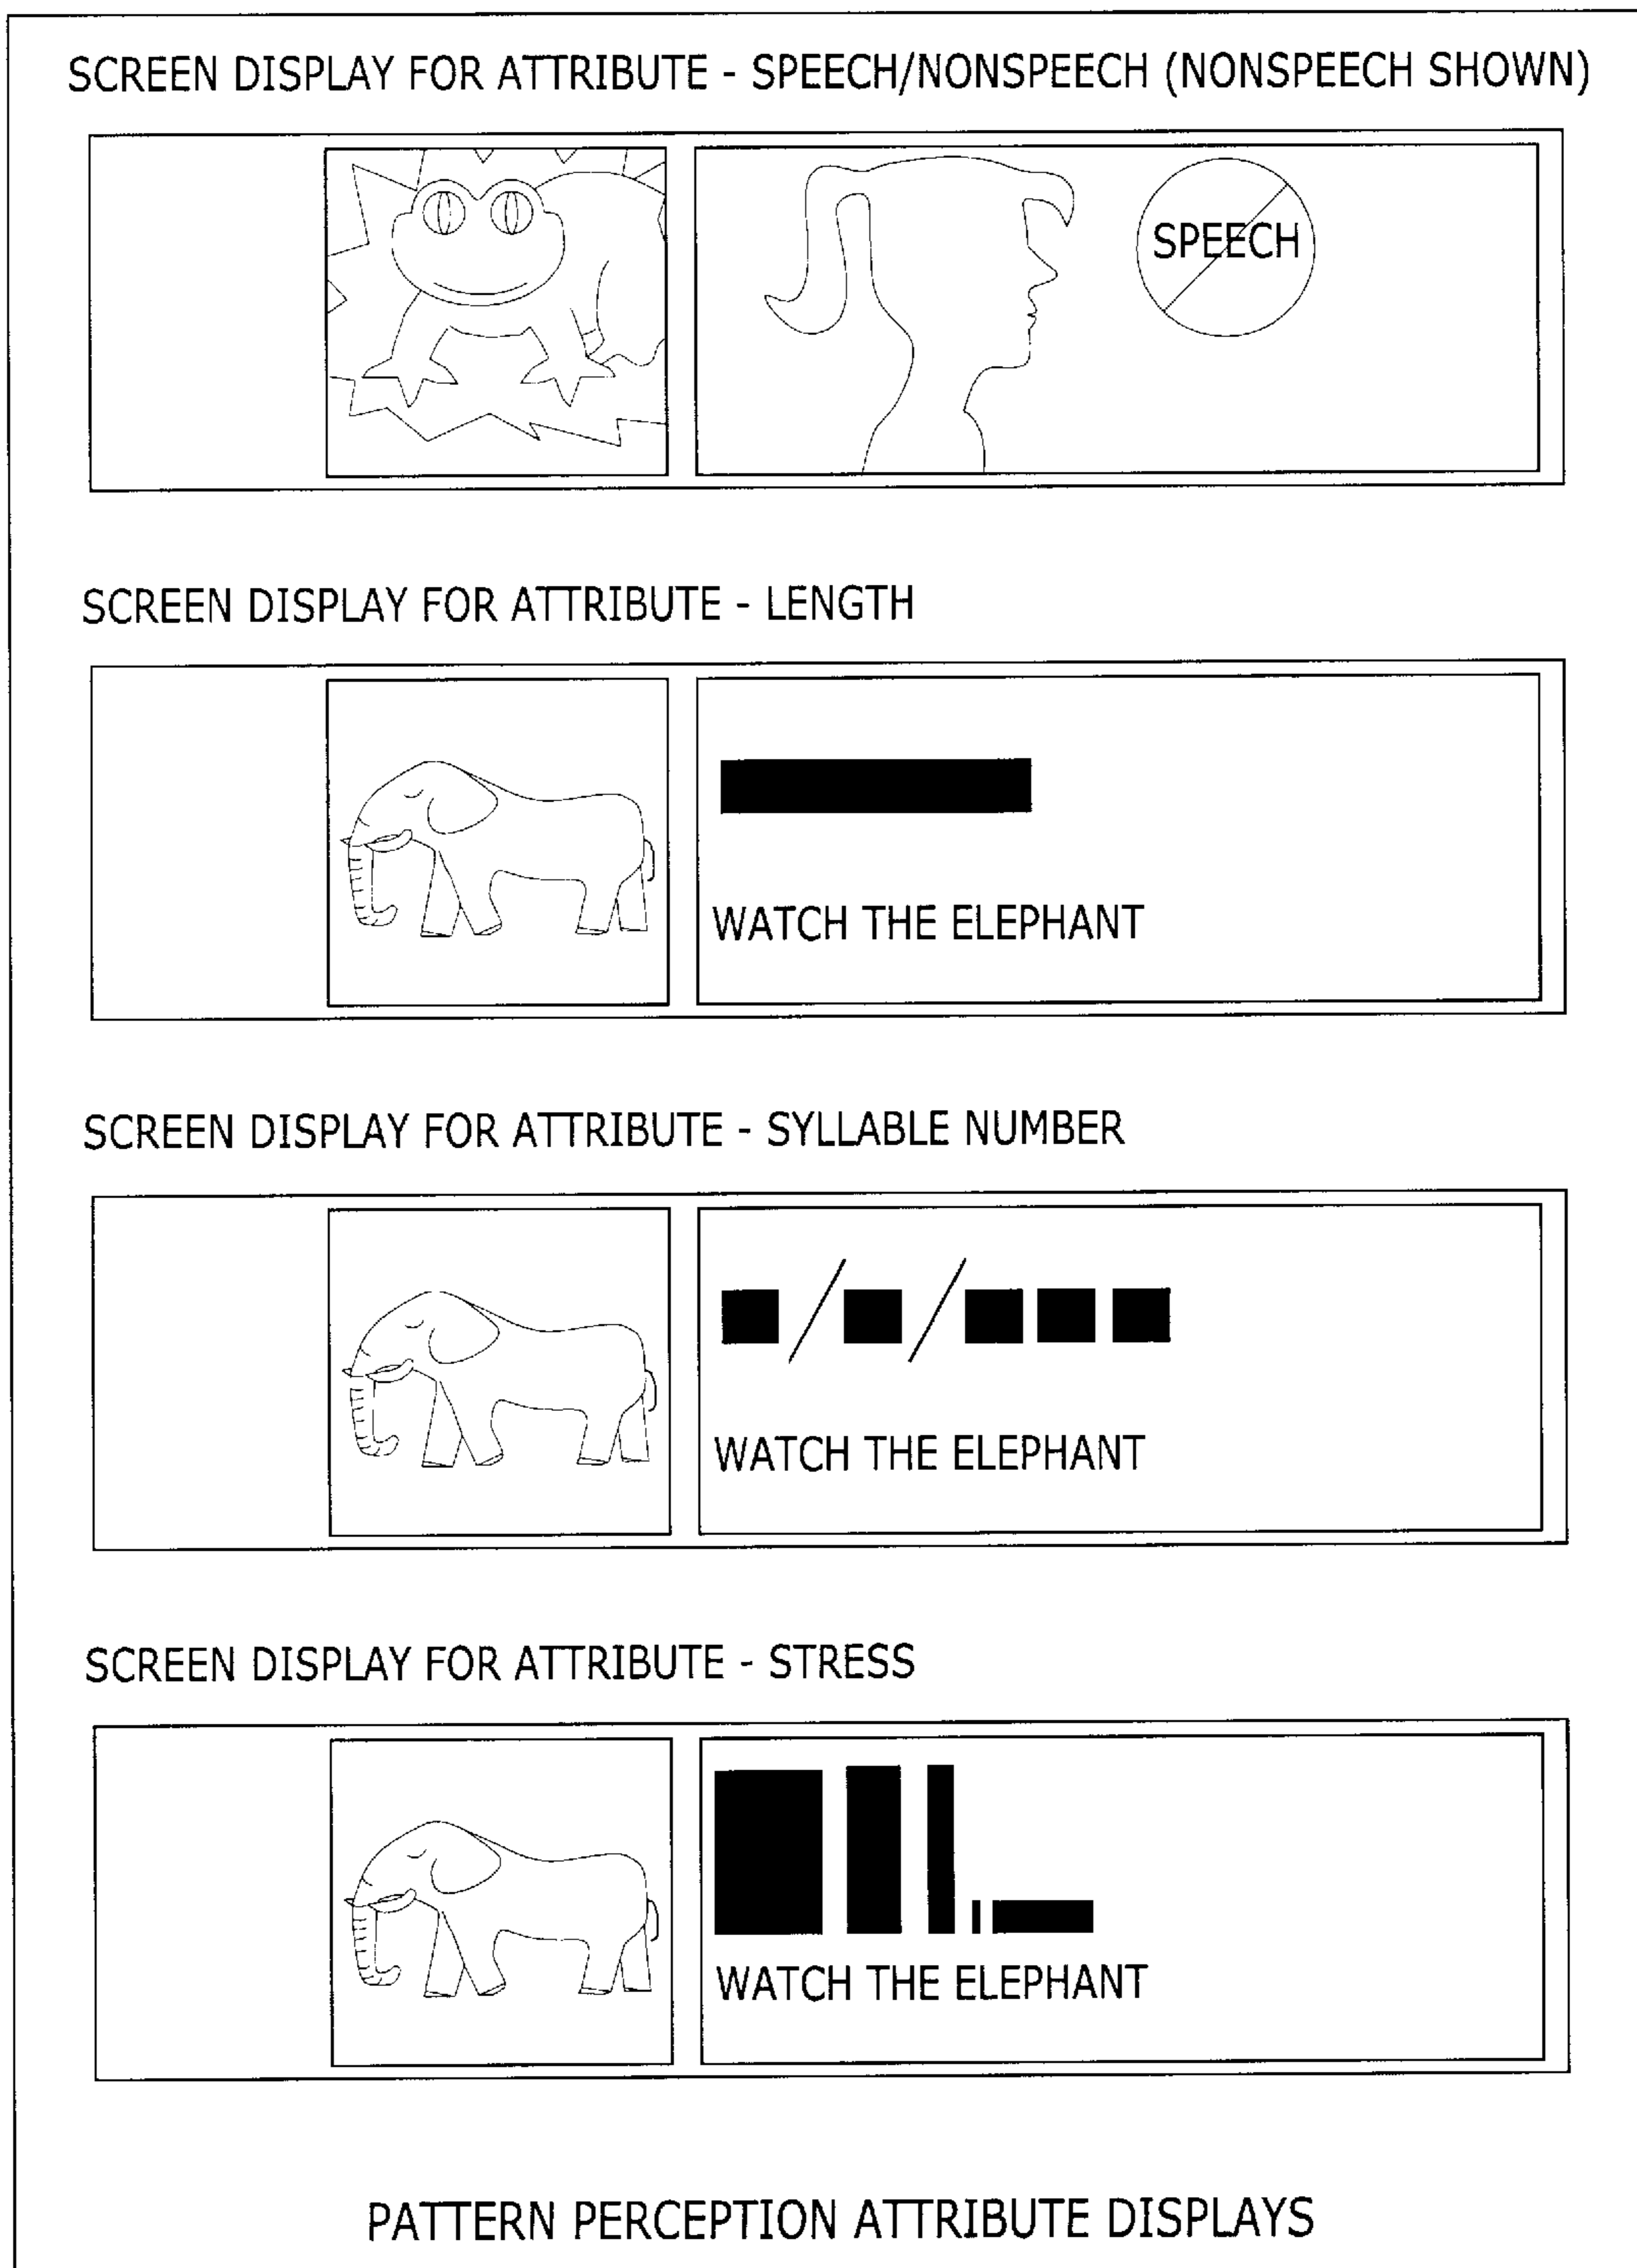 SCREEN DISPLAY FOR ATTRIBUTE - SPEECH/NONSPEECH (NONSPEECH SHOWN)
SPEECH
SCREEN DISPLAY FOR ATTRIBUTE - LENGTH
WATCH THE ELEPHANT
SCREEN DISPLAY FOR ATTRIBUTE - SYLLABLE NUMBER
WATCH THE ELEPHANT
SCREEN DISPLAY FOR ATTRIBUTE - STRESS
WATCH THE ELEPHANT
PATTERN PERCEPTION ATTRIBUTE DISPLAYS